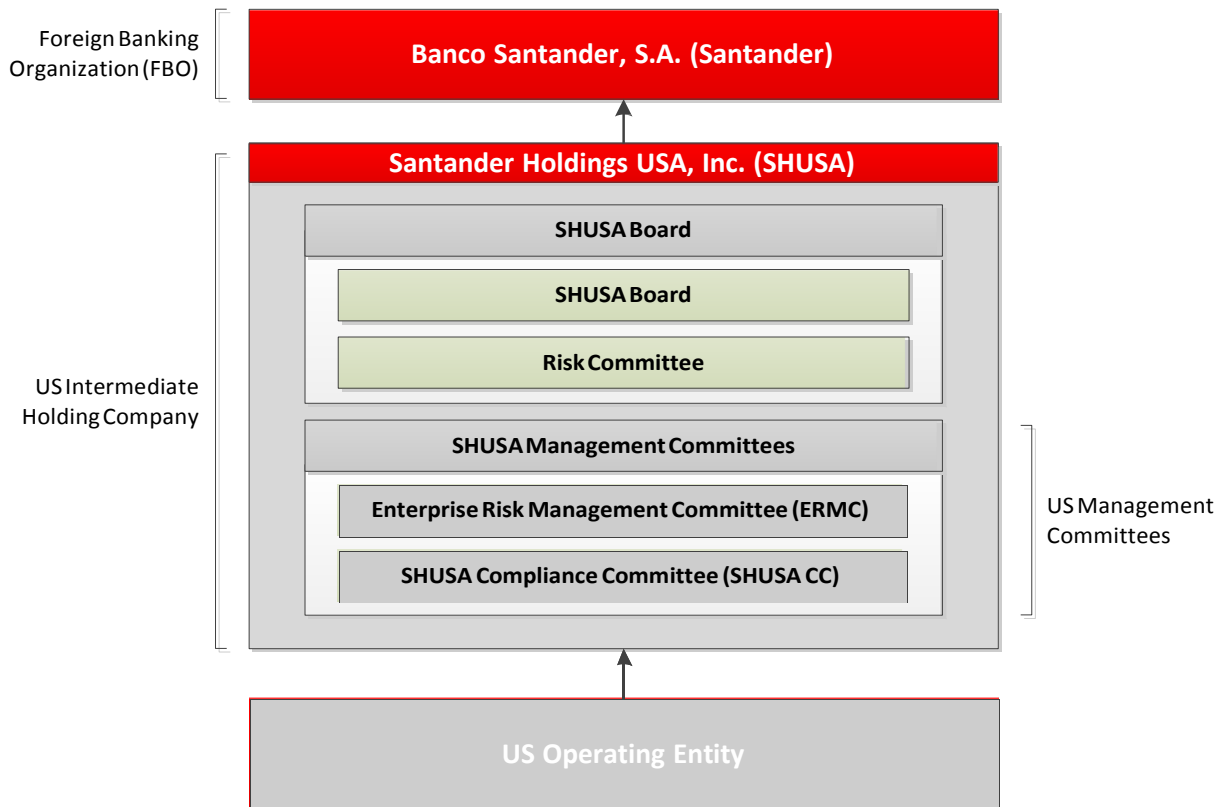 Foreign Banking
Organization (FBO)
Banco Santander, S.A. (Santander)
Santander Holdings USA, Inc. (SHUSA)
SHUSA Board
SHUSA Board
Risk Committee
US Intermediate
Holding Company
SHUSA Management Committees
Enterprise Risk Management Committee (ERMC)
SHUSA Compliance Committee (SHUSA CC)
US Management
Committees
US Operating Entity